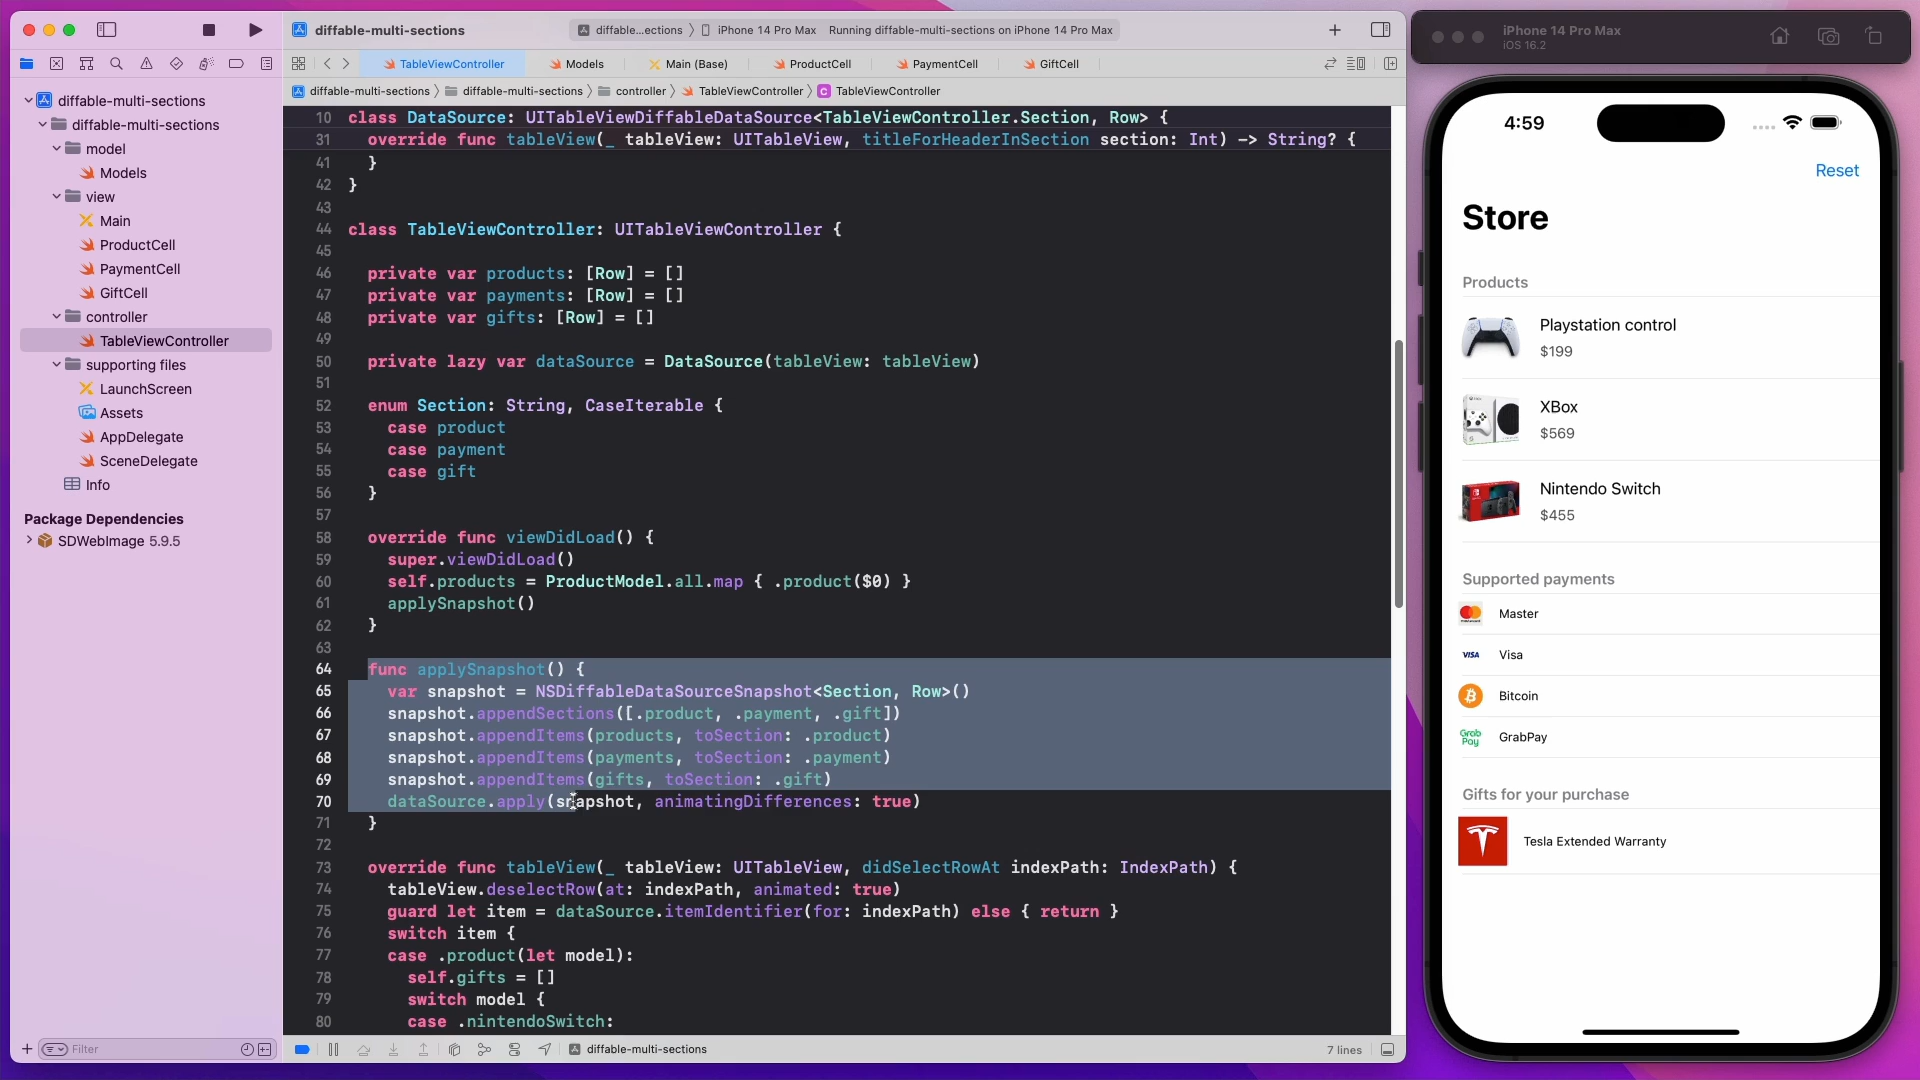 diffable-multi-sections
diffable...ections
iPhone 14 Pro Max
Running diffable-multi-sections on iPhone 14 Pro Max
TableViewController
Models
Main (Base)
ProductCell
PaymentCell
GiftCell
diffable-multi-sections
diffable-multi-sections
controller
TableViewController
C
TableViewController
diffable-multi-sections
diffable-multi-sections
model
Models
view
Main
ProductCell
PaymentCell
GiftCell
controller
TableViewController
supporting files
LaunchScreen
Assets
AppDelegate
SceneDelegate
Info
Package Dependencies
SDWebImage 5.9.5
Filter
10 class DataSource: UITableViewDiffableDataSource<TableViewController.Section, Row> {
31 override func tableView(_ tableView: UITableView, titleForHeaderInSection section: Int) -> String? {
41 }
42 }
43
44 class TableViewController: UITableViewController {
45
46 private var products: [Row] = []
47 private var payments: [Row] = []
48 private var gifts: [Row] = []
49
50 private lazy var dataSource = DataSource(tableView: tableView)
51
52 enum Section: String, CaseIterable {
53 case product
54 case payment
55 case gift
56 }
57
58 override func viewDidLoad() {
59 super.viewDidLoad()
60 self.products = ProductModel.all.map { .product($0) }
61 applySnapshot()
62 }
63
64 func applySnapshot() {
65 var snapshot = NSDiffableDataSourceSnapshot<Section, Row>()
66 snapshot.appendSections([.product, .payment, .gift])
67 snapshot.appendItems(products, toSection: .product)
68 snapshot.appendItems(payments, toSection: .payment)
69 snapshot.appendItems(gifts, toSection: .gift)
70 dataSource.apply(snapshot, animatingDifferences: true)
71 }
72
73 override func tableView(_ tableView: UITableView, didSelectRowAt indexPath: IndexPath) {
74 tableView.deselectRow(at: indexPath, animated: true)
75 guard let item = dataSource.itemIdentifier(for: indexPath) else { return }
76 switch item {
77 case .product(let model):
78 self.gifts = []
79 switch model {
80 case .nintendoSwitch:
diffable-multi-sections
7 lines
iPhone 14 Pro Max
iOS 16.2
4:59
Reset
Store
Products
Playstation control
$199
XBox
$569
Nintendo Switch
$455
Supported payments
Master
VISA
Visa
Bitcoin
Grab
Pay
GrabPay
Gifts for your purchase
Tesla Extended Warranty